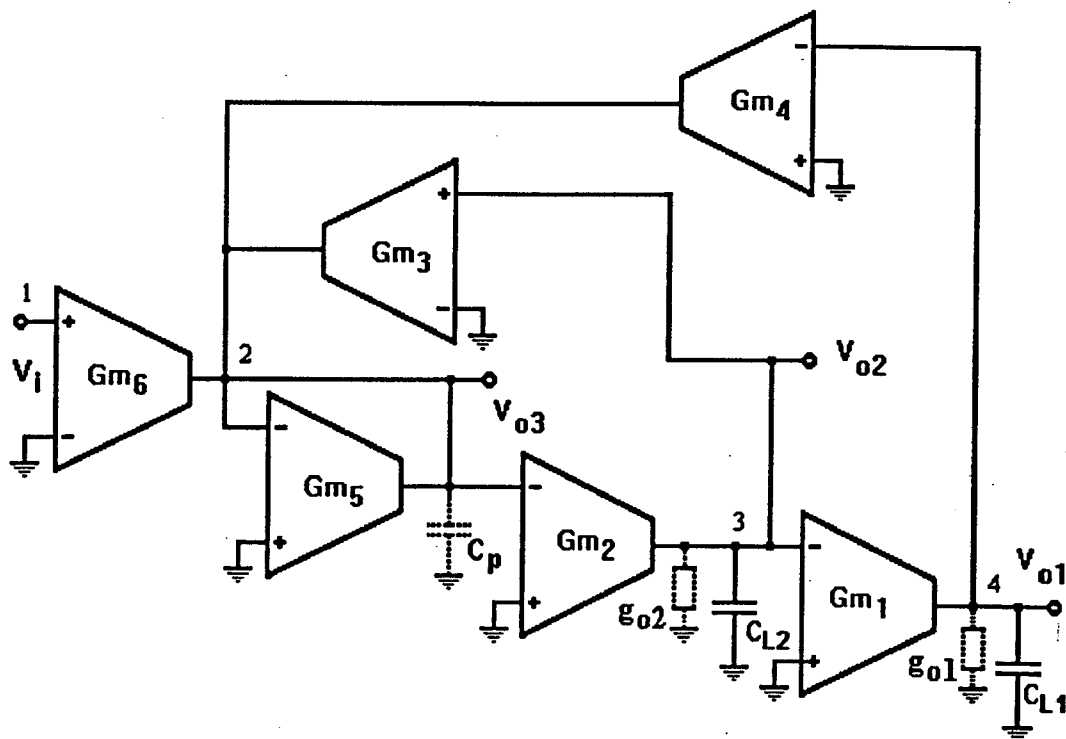 Gm4
-
+
Gm3
+
-
1
+
Vi
Gm6
-
2
Vo2
Vo3
-
Gm5
+
Cp
-
Gm2
+
3
go2
CL2
-
Gm1
+
4
Vo1
go1
CL1